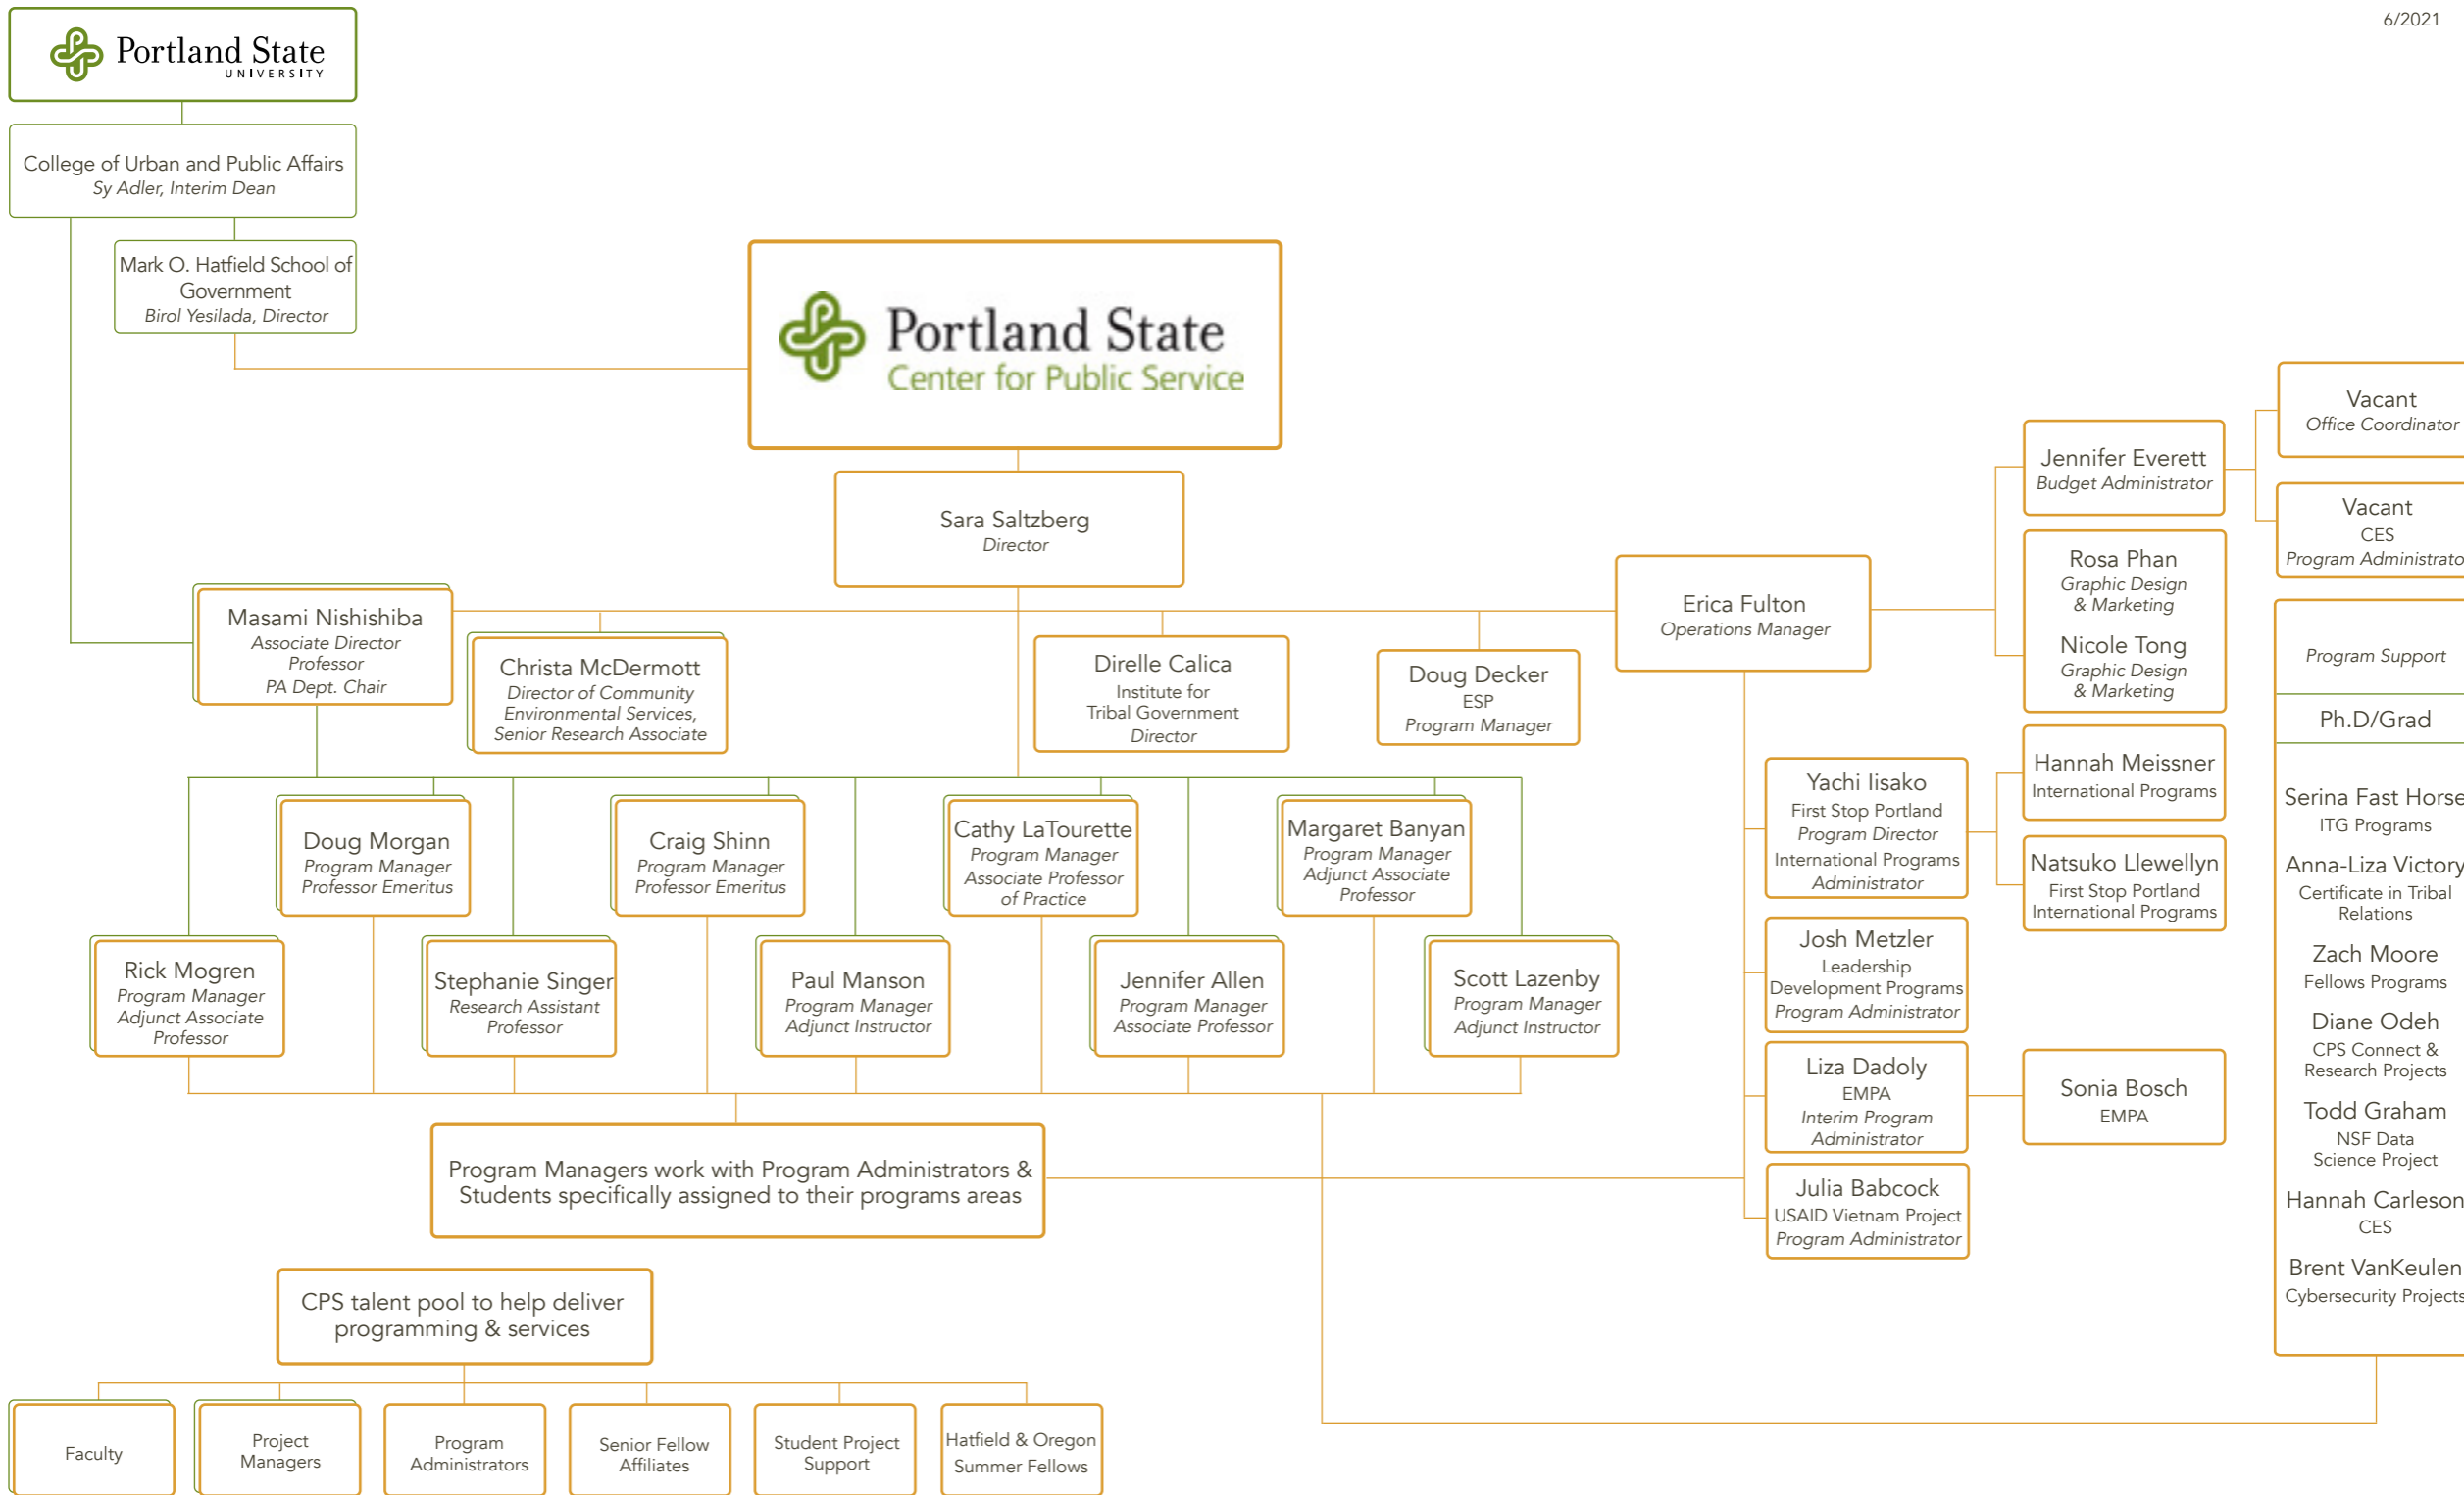 6/2021
Portland State
UNIVERSITY
College of Urban and Public Affairs
Sy Adler, Interim Dean
Mark O. Hatfield School of
Government
Birol Yesilada, Director
Portland State
Center for Public Service
Sara Saltzberg
Director
Masami Nishishiba
Associate Director
Professor
PA Dept. Chair
Christa McDermott
Director of Community
Environmental Services,
Senior Research Associate
Direlle Calica
Institute for
Tribal Government
Director
Doug Decker
ESP
Program Manager
Erica Fulton
Operations Manager
Jennifer Everett
Budget Administrator
Vacant
Office Coordinator
Vacant
CES
Program Administrato
Rosa Phan
Graphic Design
& Marketing
Nicole Tong
Graphic Design
& Marketing
Yachi Iisako
First Stop Portland
Program Director
International Programs
Administrator
Hannah Meissner
International Programs
Natsuko Llewellyn
First Stop Portland
International Programs
Josh Metzler
Leadership
Development Programs
Program Administrator
Liza Dadoly
EMPA
Interim Program
Administrator
Sonia Bosch
EMPA
Julia Babcock
USAID Vietnam Project
Program Administrator
Program Support
Ph.D/Grad
Serina Fast Horse
ITG Programs
Anna-Liza Victory
Certificate in Tribal
Relations
Zach Moore
Fellows Programs
Diane Odeh
CPS Connect &
Research Projects
Todd Graham
NSF Data
Science Project
Hannah Carleson
CES
Brent VanKeulen
Cybersecurity Projects
Doug Morgan
Program Manager
Professor Emeritus
Craig Shinn
Program Manager
Professor Emeritus
Cathy LaTourette
Program Manager
Associate Professor
of Practice
Margaret Banyan
Program Manager
Adjunct Associate
Professor
Rick Mogren
Program Manager
Adjunct Associate
Professor
Stephanie Singer
Research Assistant
Professor
Paul Manson
Program Manager
Adjunct Instructor
Jennifer Allen
Program Manager
Associate Professor
Scott Lazenby
Program Manager
Adjunct Instructor
Program Managers work with Program Administrators &
Students specifically assigned to their programs areas
CPS talent pool to help deliver
programming & services
Faculty
Project
Managers
Program
Administrators
Senior Fellow
Affiliates
Student Project
Support
Hatfield & Oregon
Summer Fellows